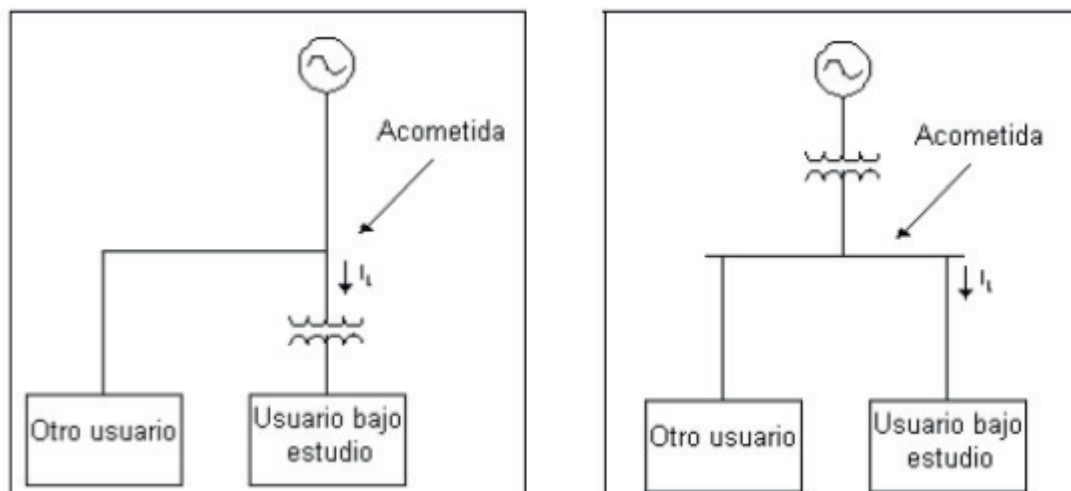 Acometida
I_L
Otro usuario
Usuario bajo
estudio
Acometida
I_L
Otro usuario
Usuario bajo
estudio